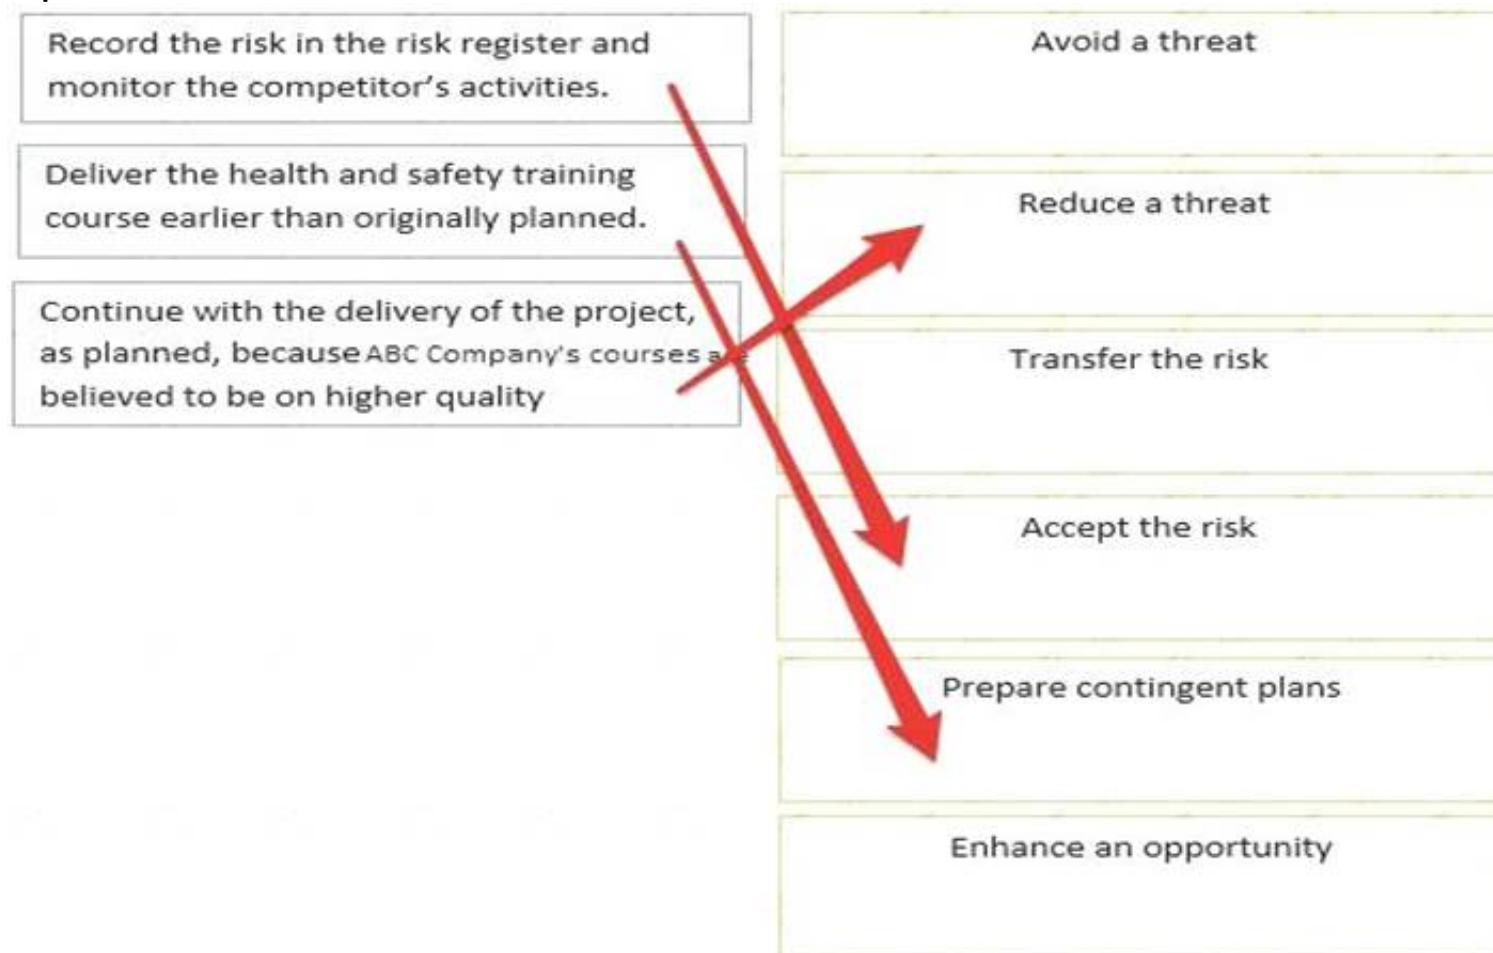 Record the risk in the risk register and
monitor the competitor's activities.
Deliver the health and safety training
course earlier than originally planned.
Continue with the delivery of the project,
as planned, because ABC Company's courses are
believed to be on higher quality
Avoid a threat
Reduce a threat
Transfer the risk
Accept the risk
Prepare contingent plans
Enhance an opportunity